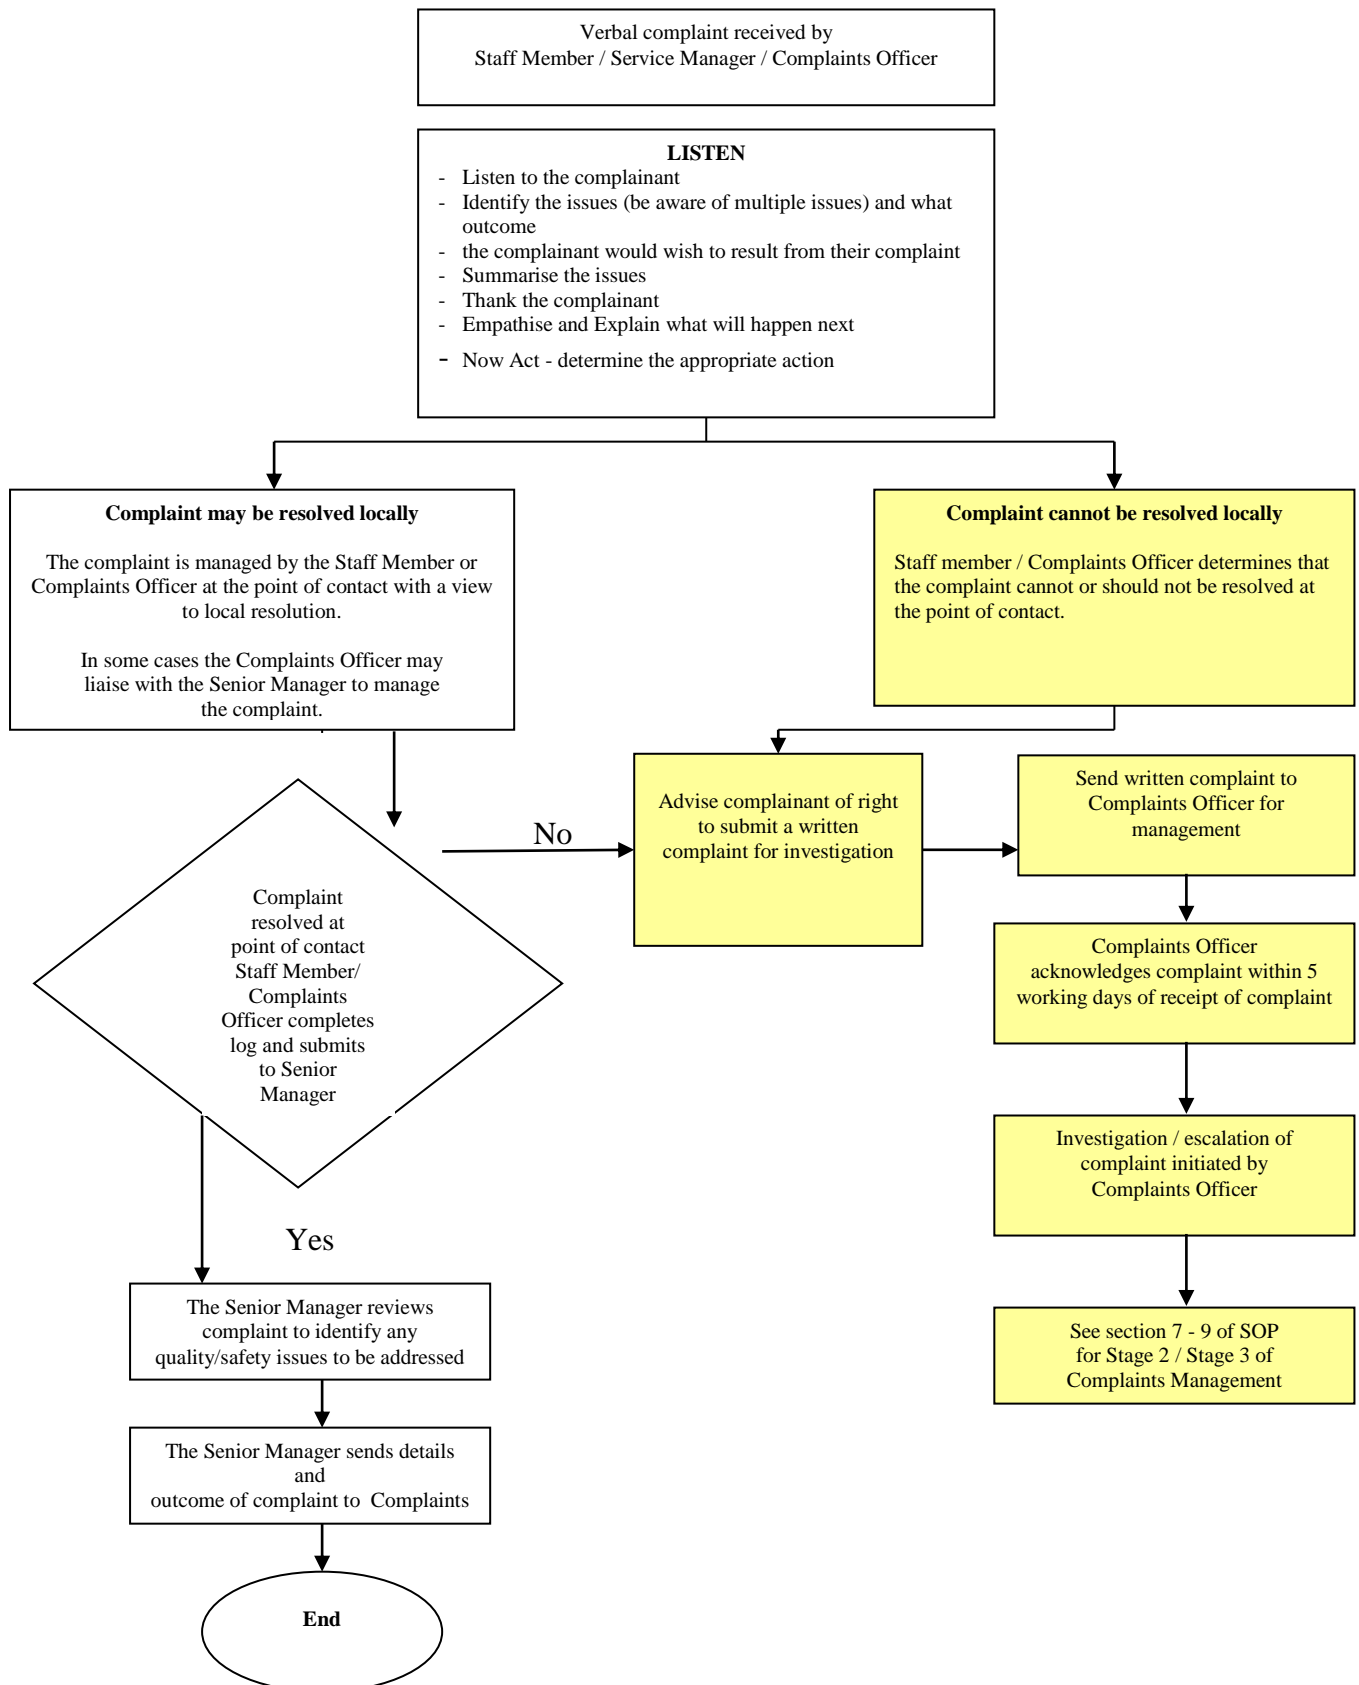 Verbal complaint received by
Staff Member / Service Manager / Complaints Officer
LISTEN
- Listen to the complainant
- Identify the issues (be aware of multiple issues) and what
outcome
- the complainant would wish to result from their complaint
- Summarise the issues
- Thank the complainant
- Empathise and Explain what will happen next
- Now Act - determine the appropriate action
Complaint may be resolved locally
The complaint is managed by the Staff Member or
Complaints Officer at the point of contact with a view
to local resolution.
In some cases the Complaints Officer may
liaise with the Senior Manager to manage
the complaint.
Complaint cannot be resolved locally
Staff member / Complaints Officer determines that
the complaint cannot or should not be resolved at
the point of contact.
Complaint
resolved at
point of contact
Staff Member/
Complaints
Officer completes
log and submits
to Senior
Manager
No
Advise complainant of right
to submit a written
complaint for investigation
Send written complaint to
Complaints Officer for
management
Complaints Officer
acknowledges complaint within 5
working days of receipt of complaint
Investigation / escalation of
complaint initiated by
Complaints Officer
See section 7 - 9 of SOP
for Stage 2 / Stage 3 of
Complaints Management
Yes
The Senior Manager reviews
complaint to identify any
quality/safety issues to be addressed
The Senior Manager sends details
and
outcome of complaint to Complaints
End